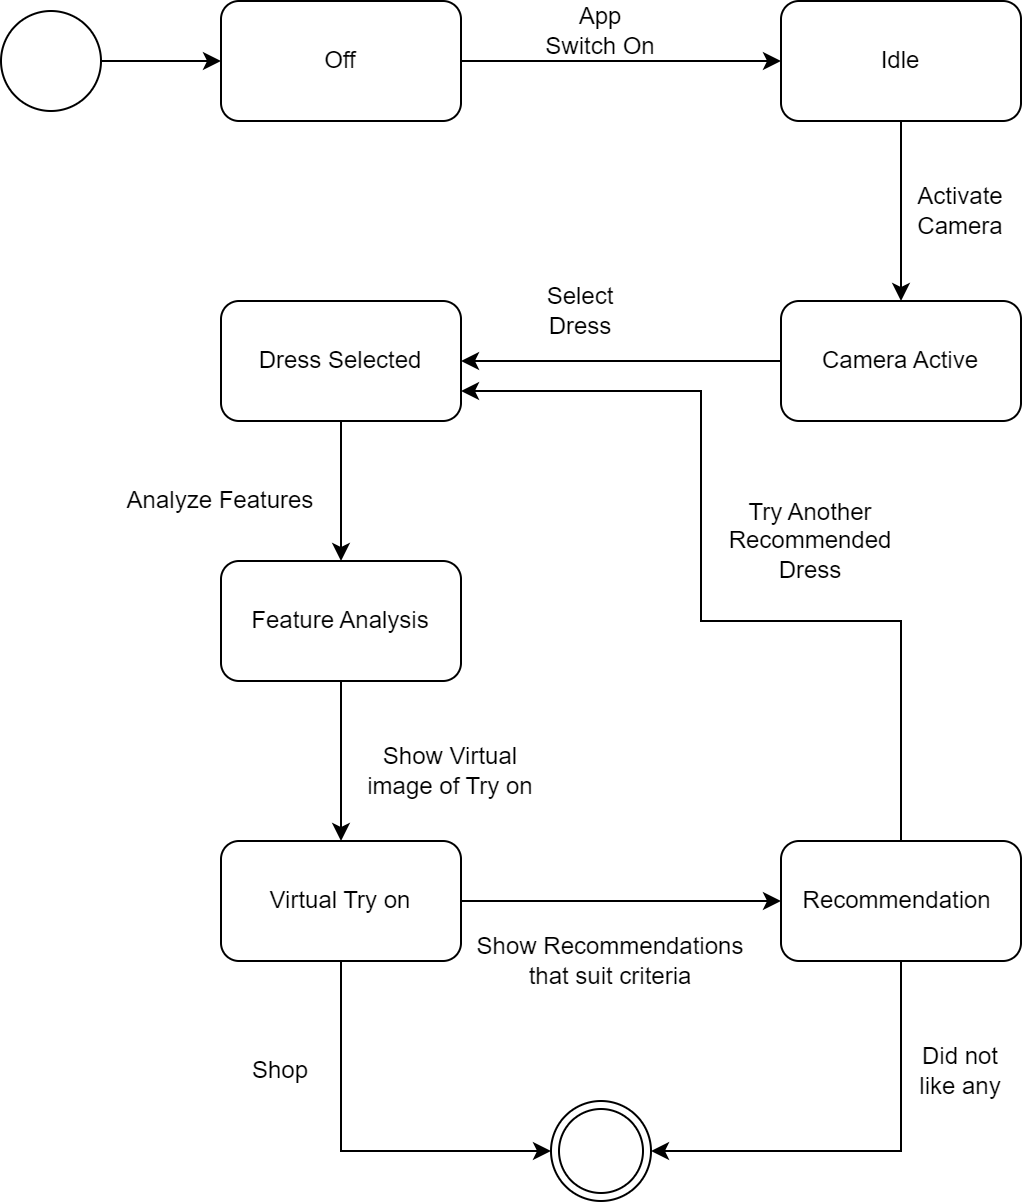 Off
App
Switch On
Idle
Activate
Camera
Select
Dress
Dress Selected
Camera Active
Analyze Features
Try Another
Recommended
Dress
Feature Analysis
Show Virtual
image of Try on
Virtual Try on
Recommendation
Show Recommendations
that suit criteria
Shop
Did not
like any